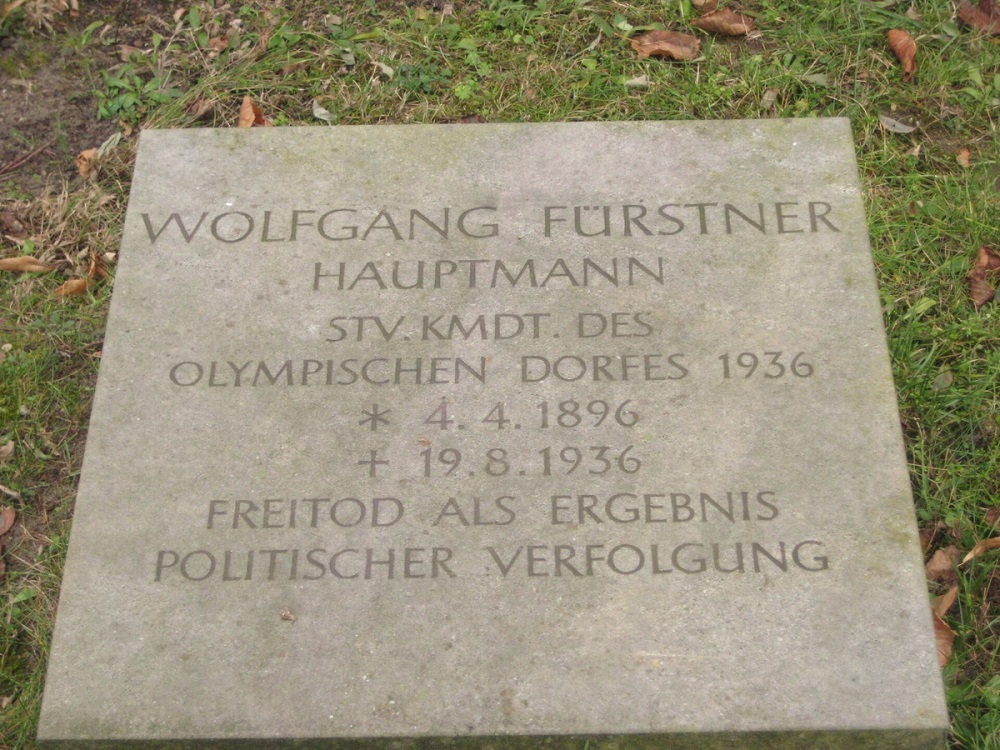 WOLFGANG FÜRSTNER
HAUPTMANN
STV. KMDT. DES
OLYMPISCHEN DORFES 1936
* 4.4.1896
+ 19.8.1936
FREITOD ALS ERGEBNIS
POLITISCHER VERFOLGUNG